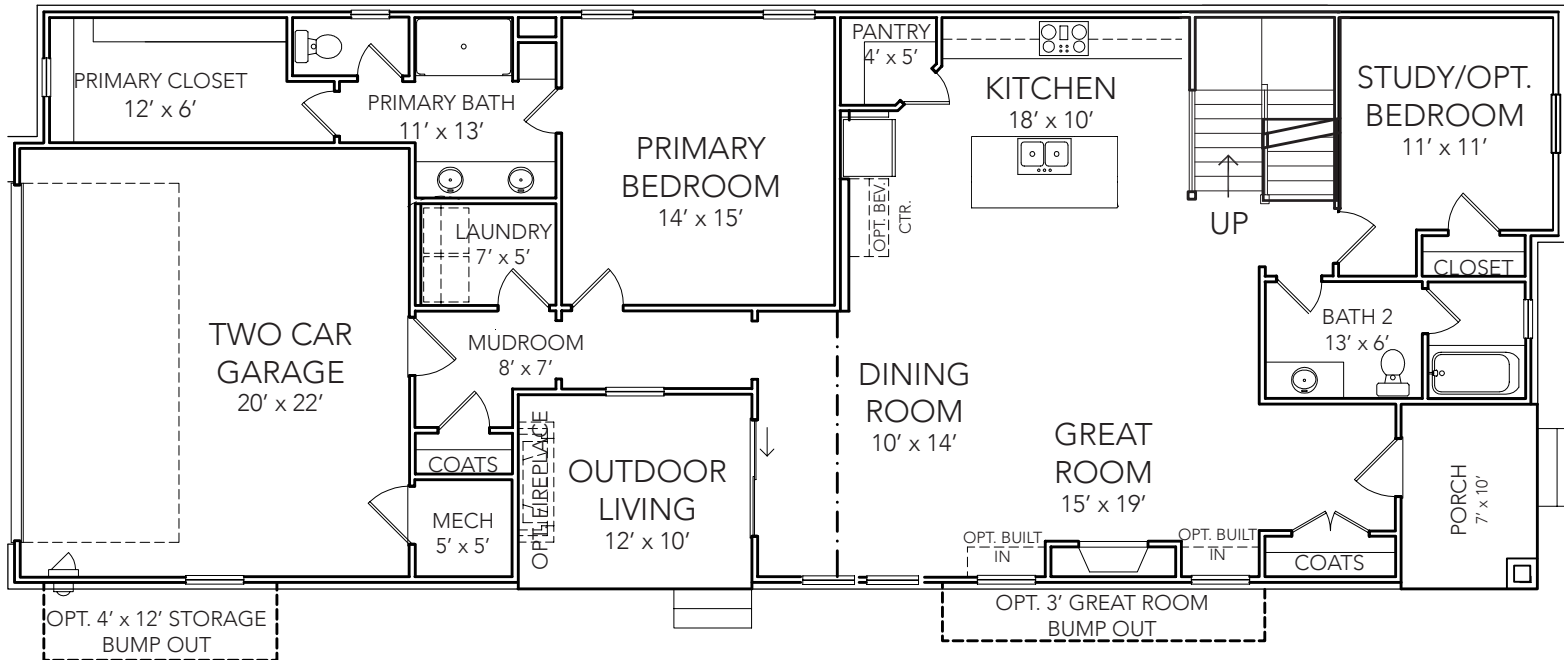 PRIMARY CLOSET
12’ x 6’
PRIMARY BATH
11’ x 13’
PRIMARY
BEDROOM
14’ x 15’
PANTRY
4’ x 5’
KITCHEN
18’ x 10’
OPT. BEV.
CTR.
UP
STUDY/OPT.
BEDROOM
11’ x 11’
CLOSET
LAUNDRY
7’ x 5’
TWO CAR
GARAGE
20’ x 22’
MUDROOM
8’ x 7’
COATS
MECH
5’ x 5’
OPT. FIREPLACE
OUTDOOR
LIVING
12’ x 10’
DINING
ROOM
10’ x 14’
GREAT
ROOM
15’ x 19’
BATH 2
13’ x 6’
PORCH
7’ x 10’
OPT. BUILT
IN
OPT. BUILT
IN
COATS
OPT. 4’ x 12’ STORAGE
BUMP OUT
OPT. 3’ GREAT ROOM
BUMP OUT